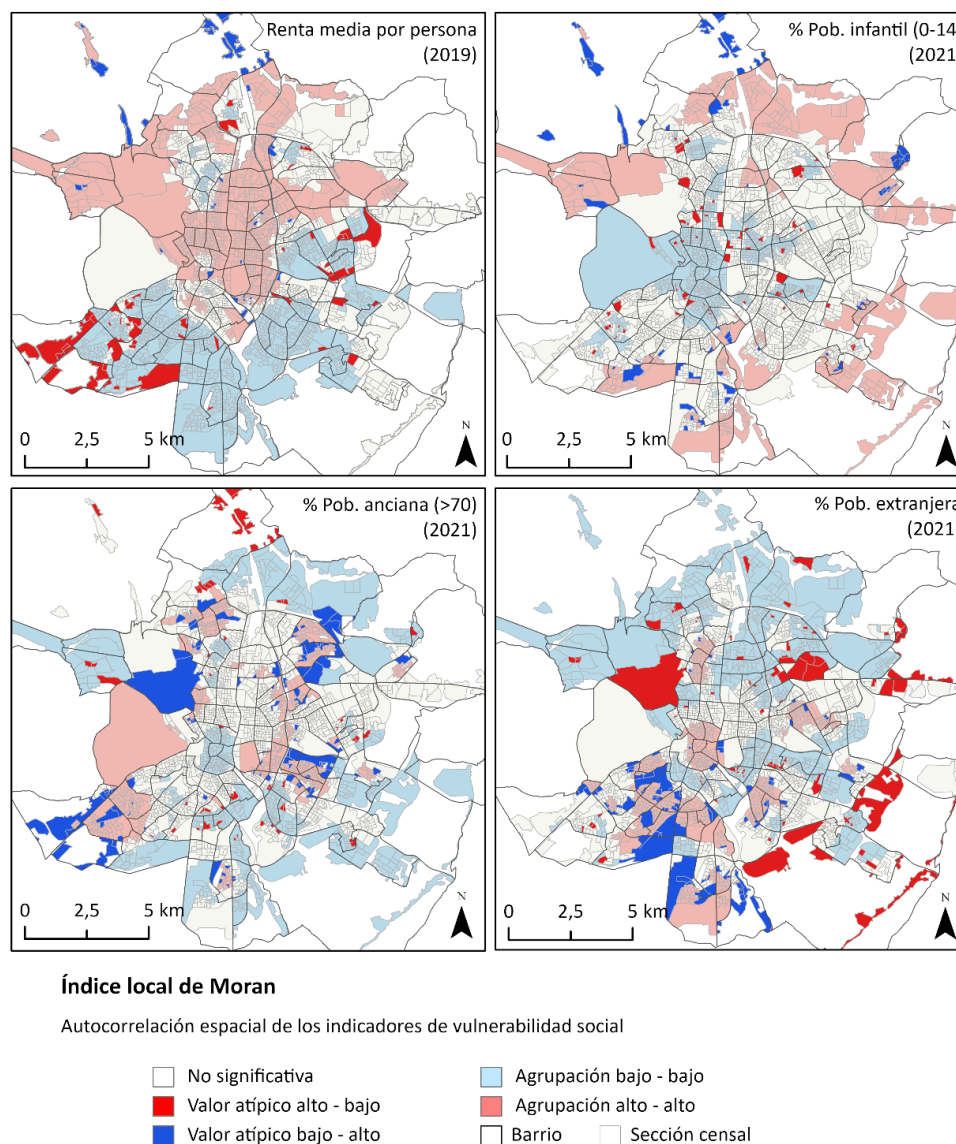 Renta media por persona
(2019)
% Pob. infantil (0-14
(2021
N
0 2,5 5 km
N
0 2,5 5 km
% Pob. anciana (>70)
(2021)
% Pob. extranjera
(2021
N
0 2,5 5 km
N
0 2,5 5 km
Índice local de Moran
Autocorrelación espacial de los indicadores de vulnerabilidad social
No significativa
Valor atípico alto - bajo
Valor atípico bajo - alto
Agrupación bajo - bajo
Agrupación alto - alto
Barrio Sección censal